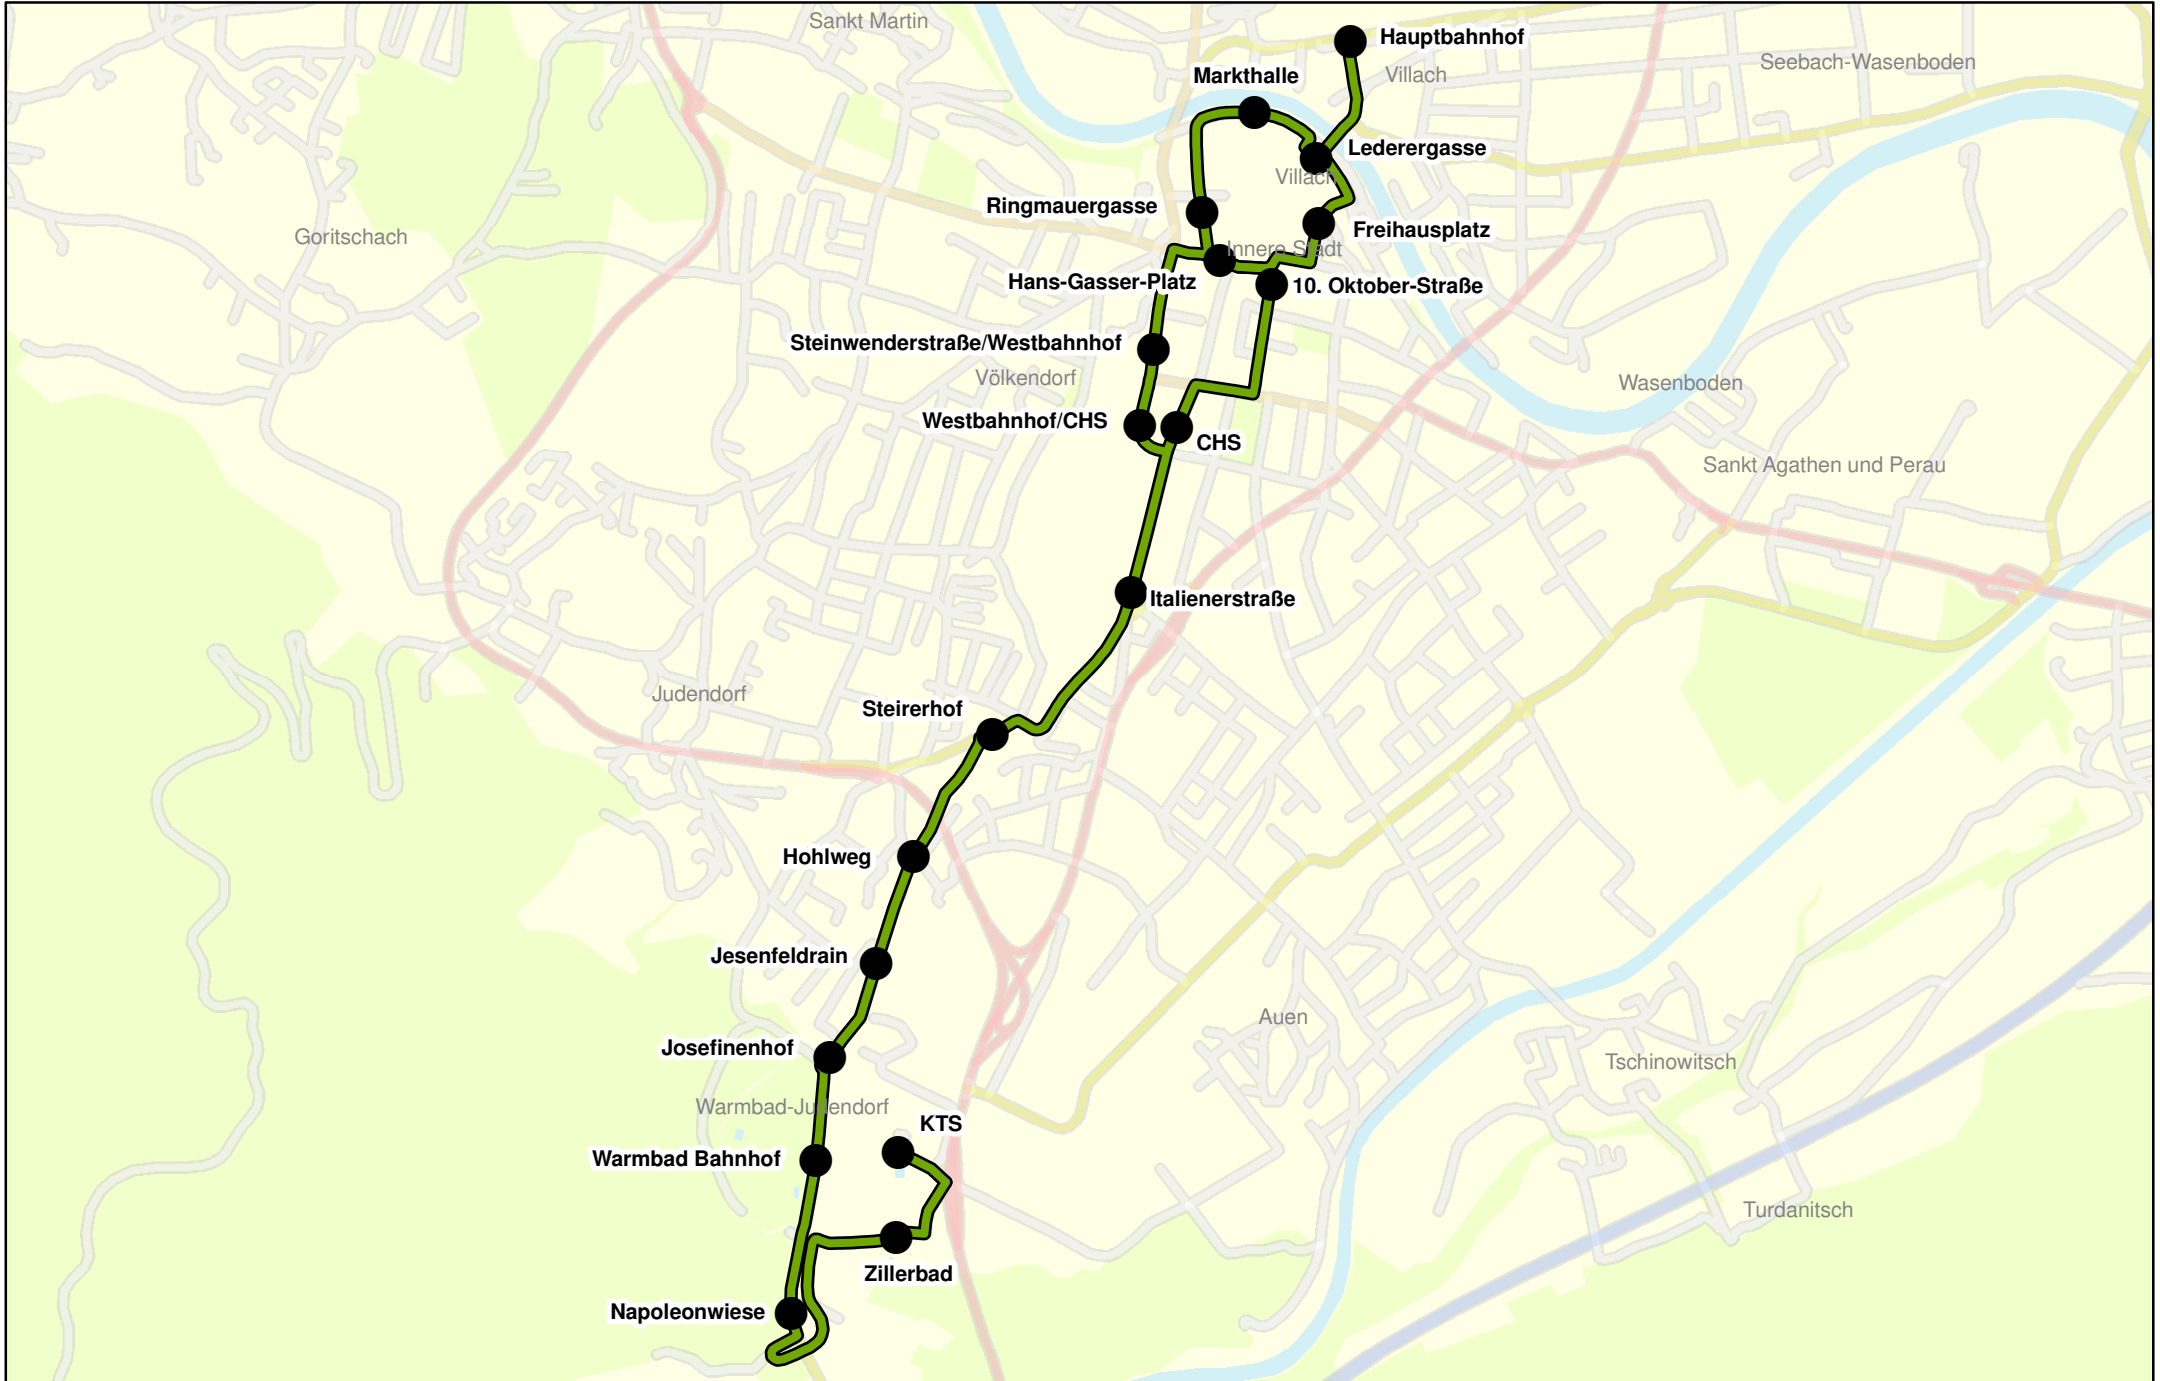 Sankt Martin
Hauptbahnhof
Seebach-Wasenboden
Markthalle
Villach
Lederergasse
Villach
Ringmauergasse
Freihausplatz
Goritschach
Innere Stadt
Hans-Gasser-Platz
10. Oktober-Straße
Steinwenderstraße/Westbahnhof
Völkendorf
Wasenboden
Westbahnhof/CHS
CHS
Sankt Agathen und Perau
Italienerstraße
Judendorf
Steirerhof
Hohlweg
Jesenfeldrain
Auen
Josefinenhof
Tschinowitsch
Warmbad-Judendorf
KTS
Warmbad Bahnhof
Turdanitsch
Zillerbad
Napoleonwiese